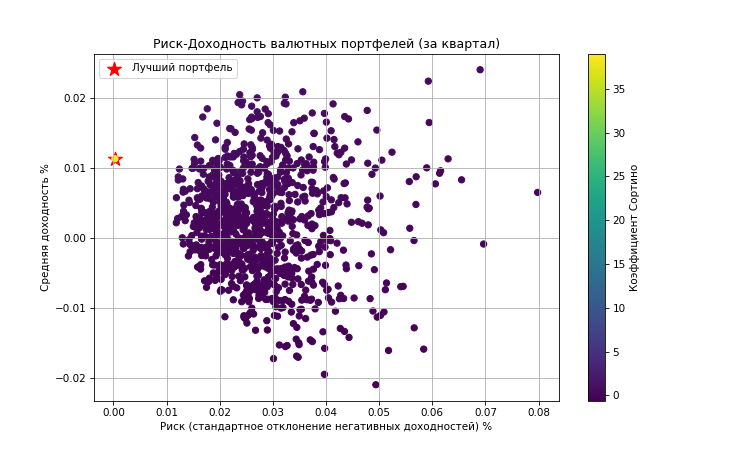 Риск-Доходность валютных портфелей (за квартал)
Лучший портфель
Средняя доходность %
0.02
0.01
0.00
−0.01
−0.02
0.00 0.01 0.02 0.03 0.04 0.05 0.06 0.07 0.08
Риск (стандартное отклонение негативных доходностей) %
35
30
25
20
15
10
5
0
Коэффициент Сортино